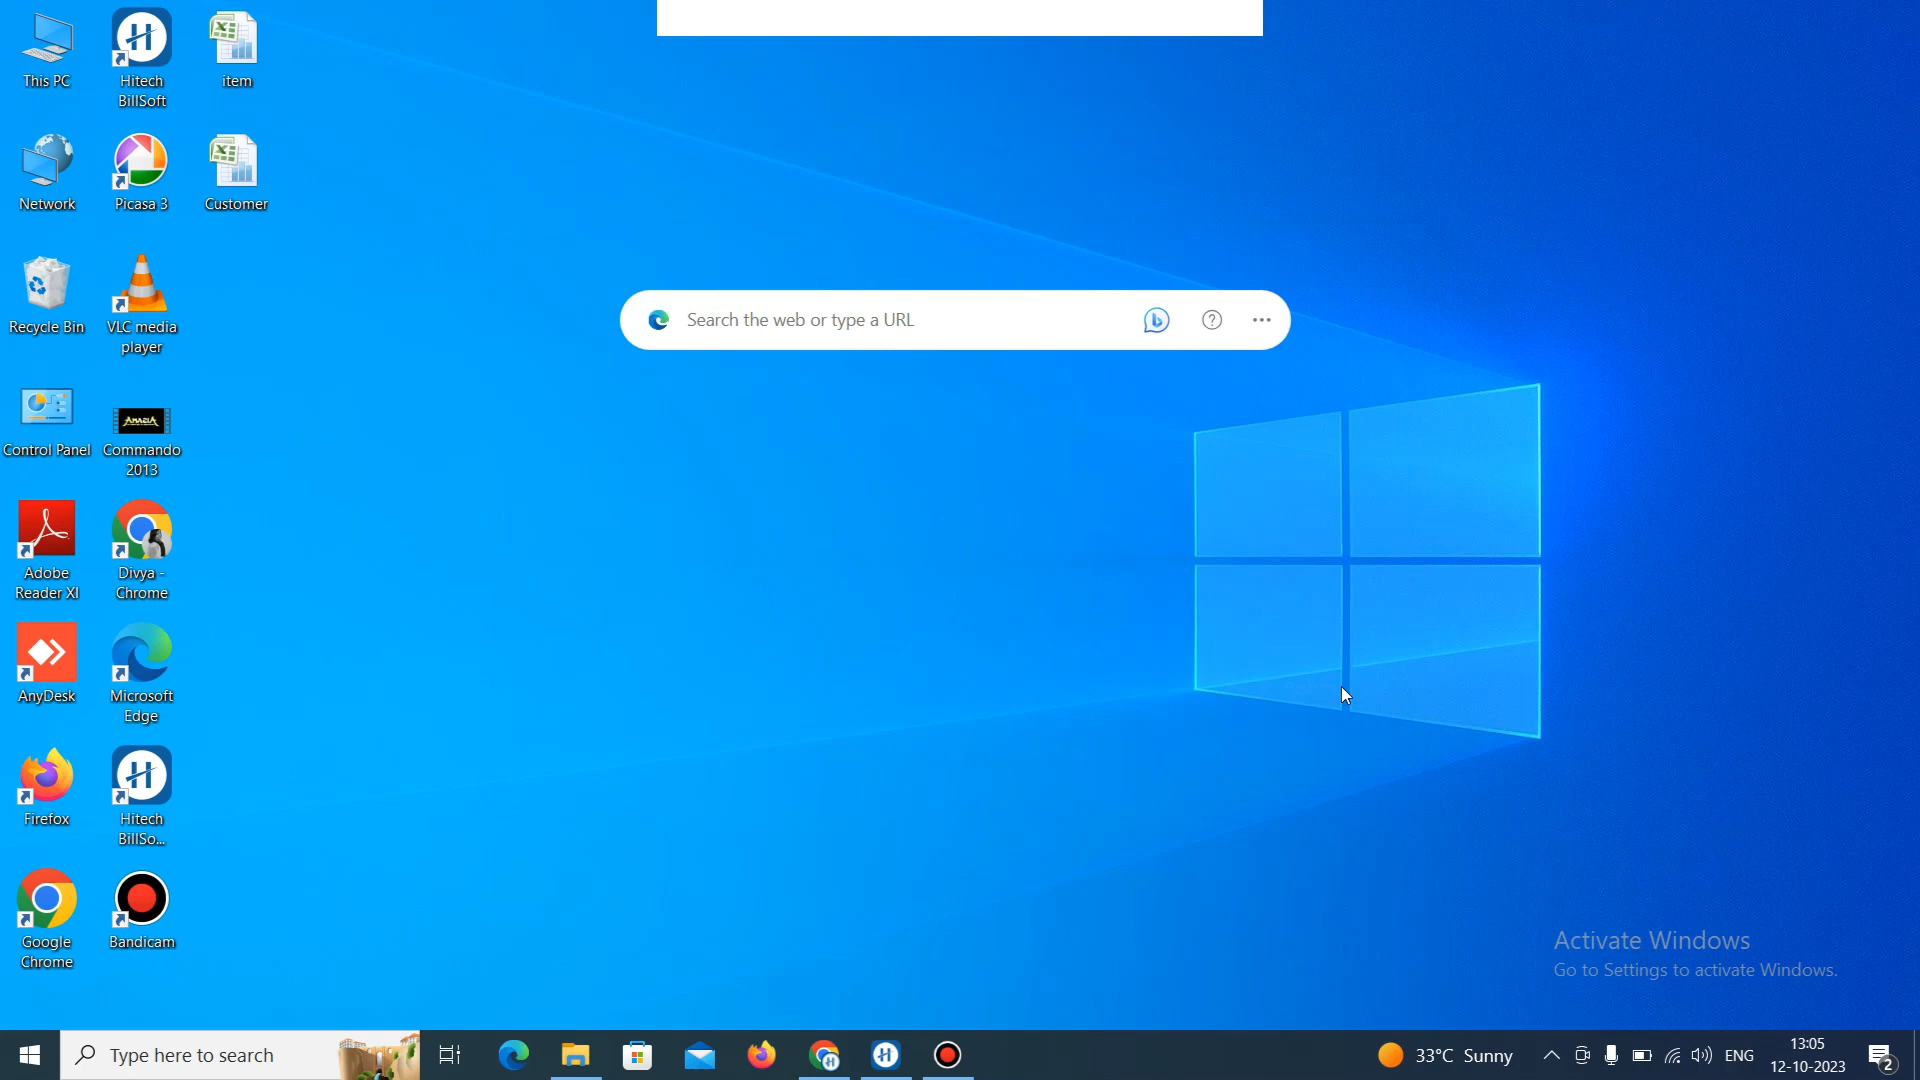 This PC
Hitech
BillSoft
item
Network
Picasa 3
Customer
Recycle Bin
VLC media
player
Control Panel
AMAZIA
Commando
2013
Adobe
Reader XI
Divya -
Chrome
AnyDesk
Microsoft
Edge
Firefox
Hitech
BillSo...
Google
Chrome
Bandicam
Search the web or type a URL
Activate Windows
Go to Settings to activate Windows.
Type here to search
33°C Sunny
ENG
13:05
12-10-2023
2